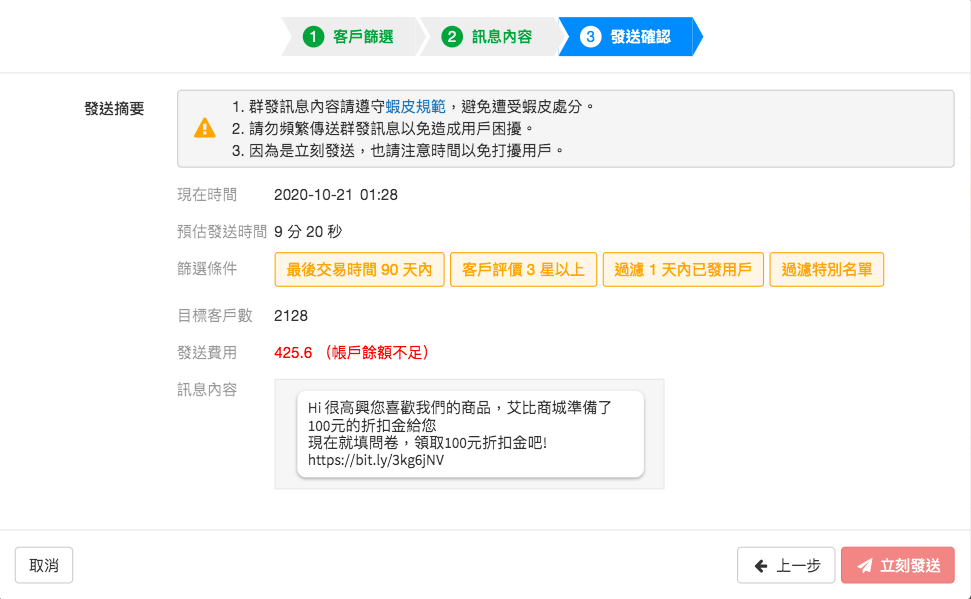 1 客戶篩選
2 訊息內容
3 發送確認
發送摘要
1. 群發訊息內容請遵守蝦皮規範，避免遭受蝦皮處分。
2. 請勿頻繁傳送群發訊息以免造成用戶困擾。
3. 因為是立刻發送，也請注意時間以免打擾用戶。
現在時間 2020-10-21 01:28
預估發送時間 9 分 20 秒
篩選條件 最後交易時間 90 天內 客戶評價 3 星以上 過濾 1 天內已發用戶 過濾特別名單
目標客戶數 2128
發送費用 425.6 （帳戶餘額不足）
訊息內容
Hi 很高興您喜歡我們的商品，艾比商城準備了
100元的折扣金給您
現在就填問卷，領取100元折扣金吧!
https://bit.ly/3kg6jNV
取消
上一步
立刻發送